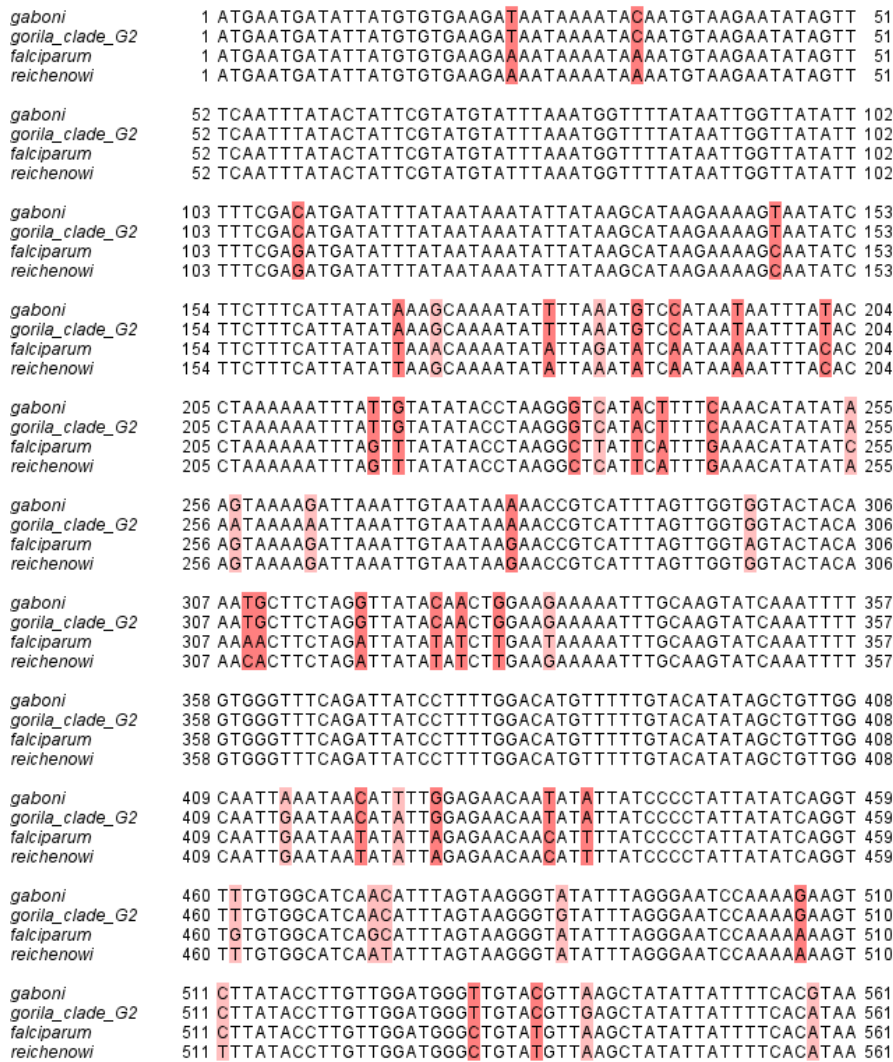 gaboni 1 ATGAATGATATTATGTGTGAAGATAATAAAATACAATGTAAGAATATAGTT 51
gorila_clade_G2 1 ATGAATGATATTATGTGTGAAGATAATAAAATACAATGTAAGAATATAGTT 51
falciparum 1 ATGAATGATATTATGTGTGAAGAAAATAAAATAAAATGTAAGAATATAGTT 51
reichenowi 1 ATGAATGATATTATGTGTGAAGAAAATAAAATAAAATGTAAGAATATAGTT 51
gaboni 52 TCAATTTATACTATTCGTATGTATTTAAATGGTTTTATAATTGGTTATATT 102
gorila_clade_G2 52 TCAATTTATACTATTCGTATGTATTTAAATGGTTTTATAATTGGTTATATT 102
falciparum 52 TCAATTTATACTATTCGTATGTATTTAAATGGTTTTATAATTGGTTATATT 102
reichenowi 52 TCAATTTATACTATTCGTATGTATTTAAATGGTTTTATAATTGGTTATATT 102
gaboni 103 TTTCGACATGATATTTATAATAAATATTATAAGCATAAGAAAAGTAATATC 153
gorila_clade_G2 103 TTTCGACATGATATTTATAATAAATATTATAAGCATAAGAAAAGTAATATC 153
falciparum 103 TTTCGAGATGATATTTATAATAAATATTATAAGCATAAGAAAAGCAATATC 153
reichenowi 103 TTTCGAGATGATATTTATAATAAATATTATAAGCATAAGAAAAGCAATATC 153
gaboni 154 TTCTTTCATTATATAAAGCAAAATATTTTAAATGTCCATAATAATTTATAC 204
gorila_clade_G2 154 TTCTTTCATTATATAAAGCAAAATATTTTAAATGTCCATAATAATTTATAC 204
falciparum 154 TTCTTTCATTATATTAAACAAAATATATTAGATATCAATAAAAATTTACAC 204
reichenowi 154 TTCTTTCATTATATTAAGCAAAATATATTAAATATCAATAAAAATTTACAC 204
gaboni 205 CTAAAAAATTTATTGTATATACCTAAGGGTCATACTTTTCAAACATATATA 255
gorila_clade_G2 205 CTAAAAAATTTATTGTATATACCTAAGGGTCATACTTTTCAAACATATATA 255
falciparum 205 CTAAAAAATTTAGTTTATATACCTAAGGCTTATTCATTTGAAACATATATC 255
reichenowi 205 CTAAAAAATTTAGTTTATATACCTAAGGCTCATTCATTTGAAACATATATA 255
gaboni 256 AGTAAAAGATTAAATTGTAATAAAAACCGTCATTTAGTTGGTGGTACTACA 306
gorila_clade_G2 256 AATAAAAAATTAAATTGTAATAAAAACCGTCATTTAGTTGGTGGTACTACA 306
falciparum 256 AGTAAAAGATTAAATTGTAATAAGAACCGTCATTTAGTTGGTAGTACTACA 306
reichenowi 256 AGTAAAAGATTAAATTGTAATAAGAACCGTCATTTAGTTGGTGGTACTACA 306
gaboni 307 AATGCTTCTAGGTTATACAACTGGAAGAAAAATTTGCAAGTATCAAATTTT 357
gorila_clade_G2 307 AATGCTTCTAGGTTATACAACTGGAAGAAAAATTTGCAAGTATCAAATTTT 357
falciparum 307 AAAACTTCTAGATTATATATCTTGAATAAAAATTTGCAAGTATCAAATTTT 357
reichenowi 307 AACACTTCTAGATTATATATCTTGAAGAAAAATTTGCAAGTATCAAATTTT 357
gaboni 358 GTGGGTTTCAGATTATCCTTTTGGACATGTTTTTGTACATATAGCTGTTGG 408
gorila_clade_G2 358 GTGGGTTTCAGATTATCCTTTTGGACATGTTTTTGTACATATAGCTGTTGG 408
falciparum 358 GTGGGTTTCAGATTATCCTTTTGGACATGTTTTTGTACATATAGCTGTTGG 408
reichenowi 358 GTGGGTTTCAGATTATCCTTTTGGACATGTTTTTGTACATATAGCTGTTGG 408
gaboni 409 CAATTAAATAACATTTTGGAGAACAATATATTATCCCCTATTATATCAGGT 459
gorila_clade_G2 409 CAATTGAATAACATATTGGAGAACAATATATTATCCCCTATTATATCAGGT 459
falciparum 409 CAATTGAATAATATATTAGAGAACAACATTTTATCCCCTATTATATCAGGT 459
reichenowi 409 CAATTGAATAATATATTAGAGAACAACATTTTATCCCCTATTATATCAGGT 459
gaboni 460 TTTGTGGCATCAACATTTAGTAAGGGTATATTTAGGGAATCCAAAAGAAGT 510
gorila_clade_G2 460 TTTGTGGCATCAACATTTAGTAAGGGTGTATTTAGGGAATCCAAAAGAAGT 510
falciparum 460 TGTGTGGCATCAGCATTTAGTAAGGGTATATTTAGGGAATCCAAAAAAAGT 510
reichenowi 460 TTTGTGGCATCAATATTTAGTAAGGGTATATTTAGGGAATCCAAAAAAAGT 510
gaboni 511 CTTATACCTTGTTGGATGGGTTGTACGTTAAGCTATATTATTTTCACGTAA 561
gorila_clade_G2 511 CTTATACCTTGTTGGATGGGTTGTACGTTGAGCTATATTATTTTCACATAA 561
falciparum 511 CTTATACCTTGTTGGATGGGCTGTATGTTAAGCTATATTATTTTCACATAA 561
reichenowi 511 TTTATACCTTGTTGGATGGGCTGTATGTTAAGCTATATTATTTTCACATAA 561